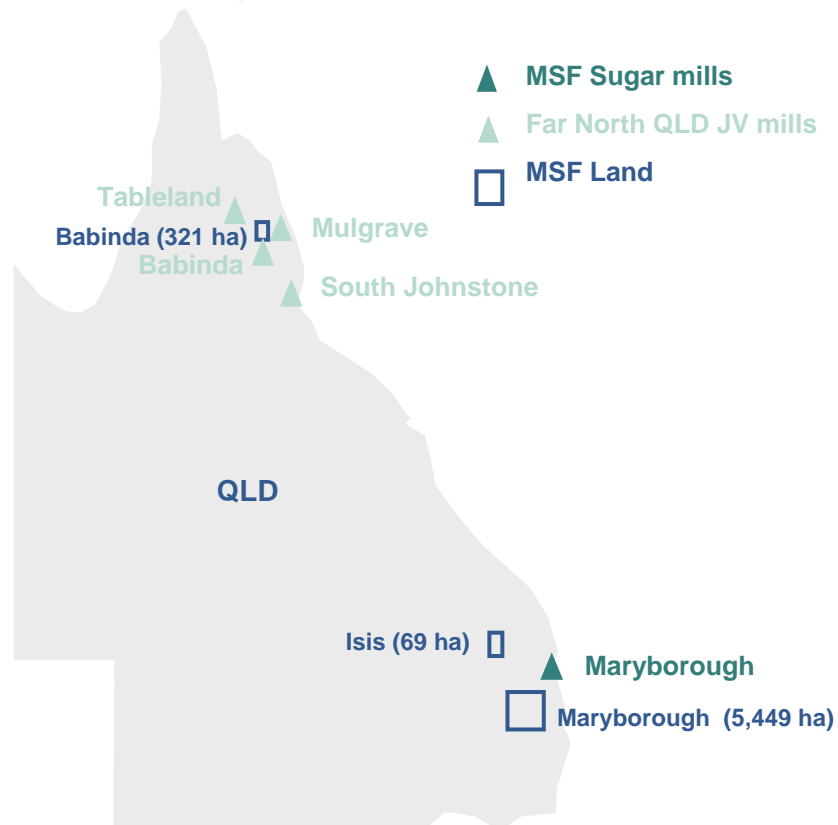 MSF Sugar mills
Far North QLD JV mills
MSF Land
Tableland
Mulgrave
Babinda (321 ha)
Babinda
South Johnstone
QLD
Isis (69 ha)
Maryborough
Maryborough (5,449 ha)